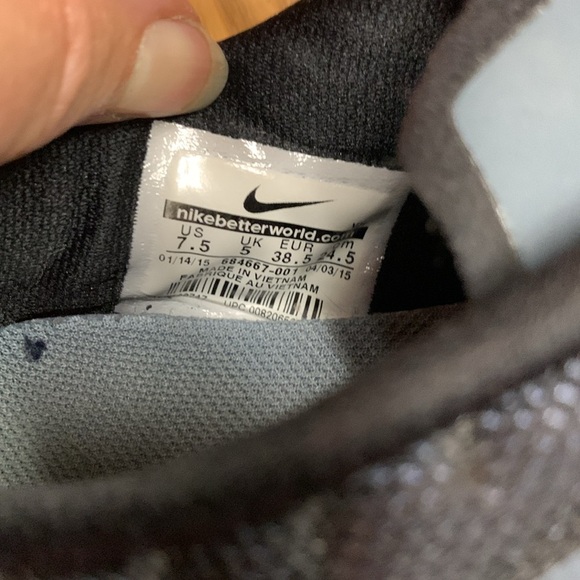 nikebetterworld.com
US UK EUR cm
7.5 5 38.5 24.5
01/14/15 684667-001 04/03/15
MADE IN VIETNAM
FABRIQUE AU VIETNAM
UPC